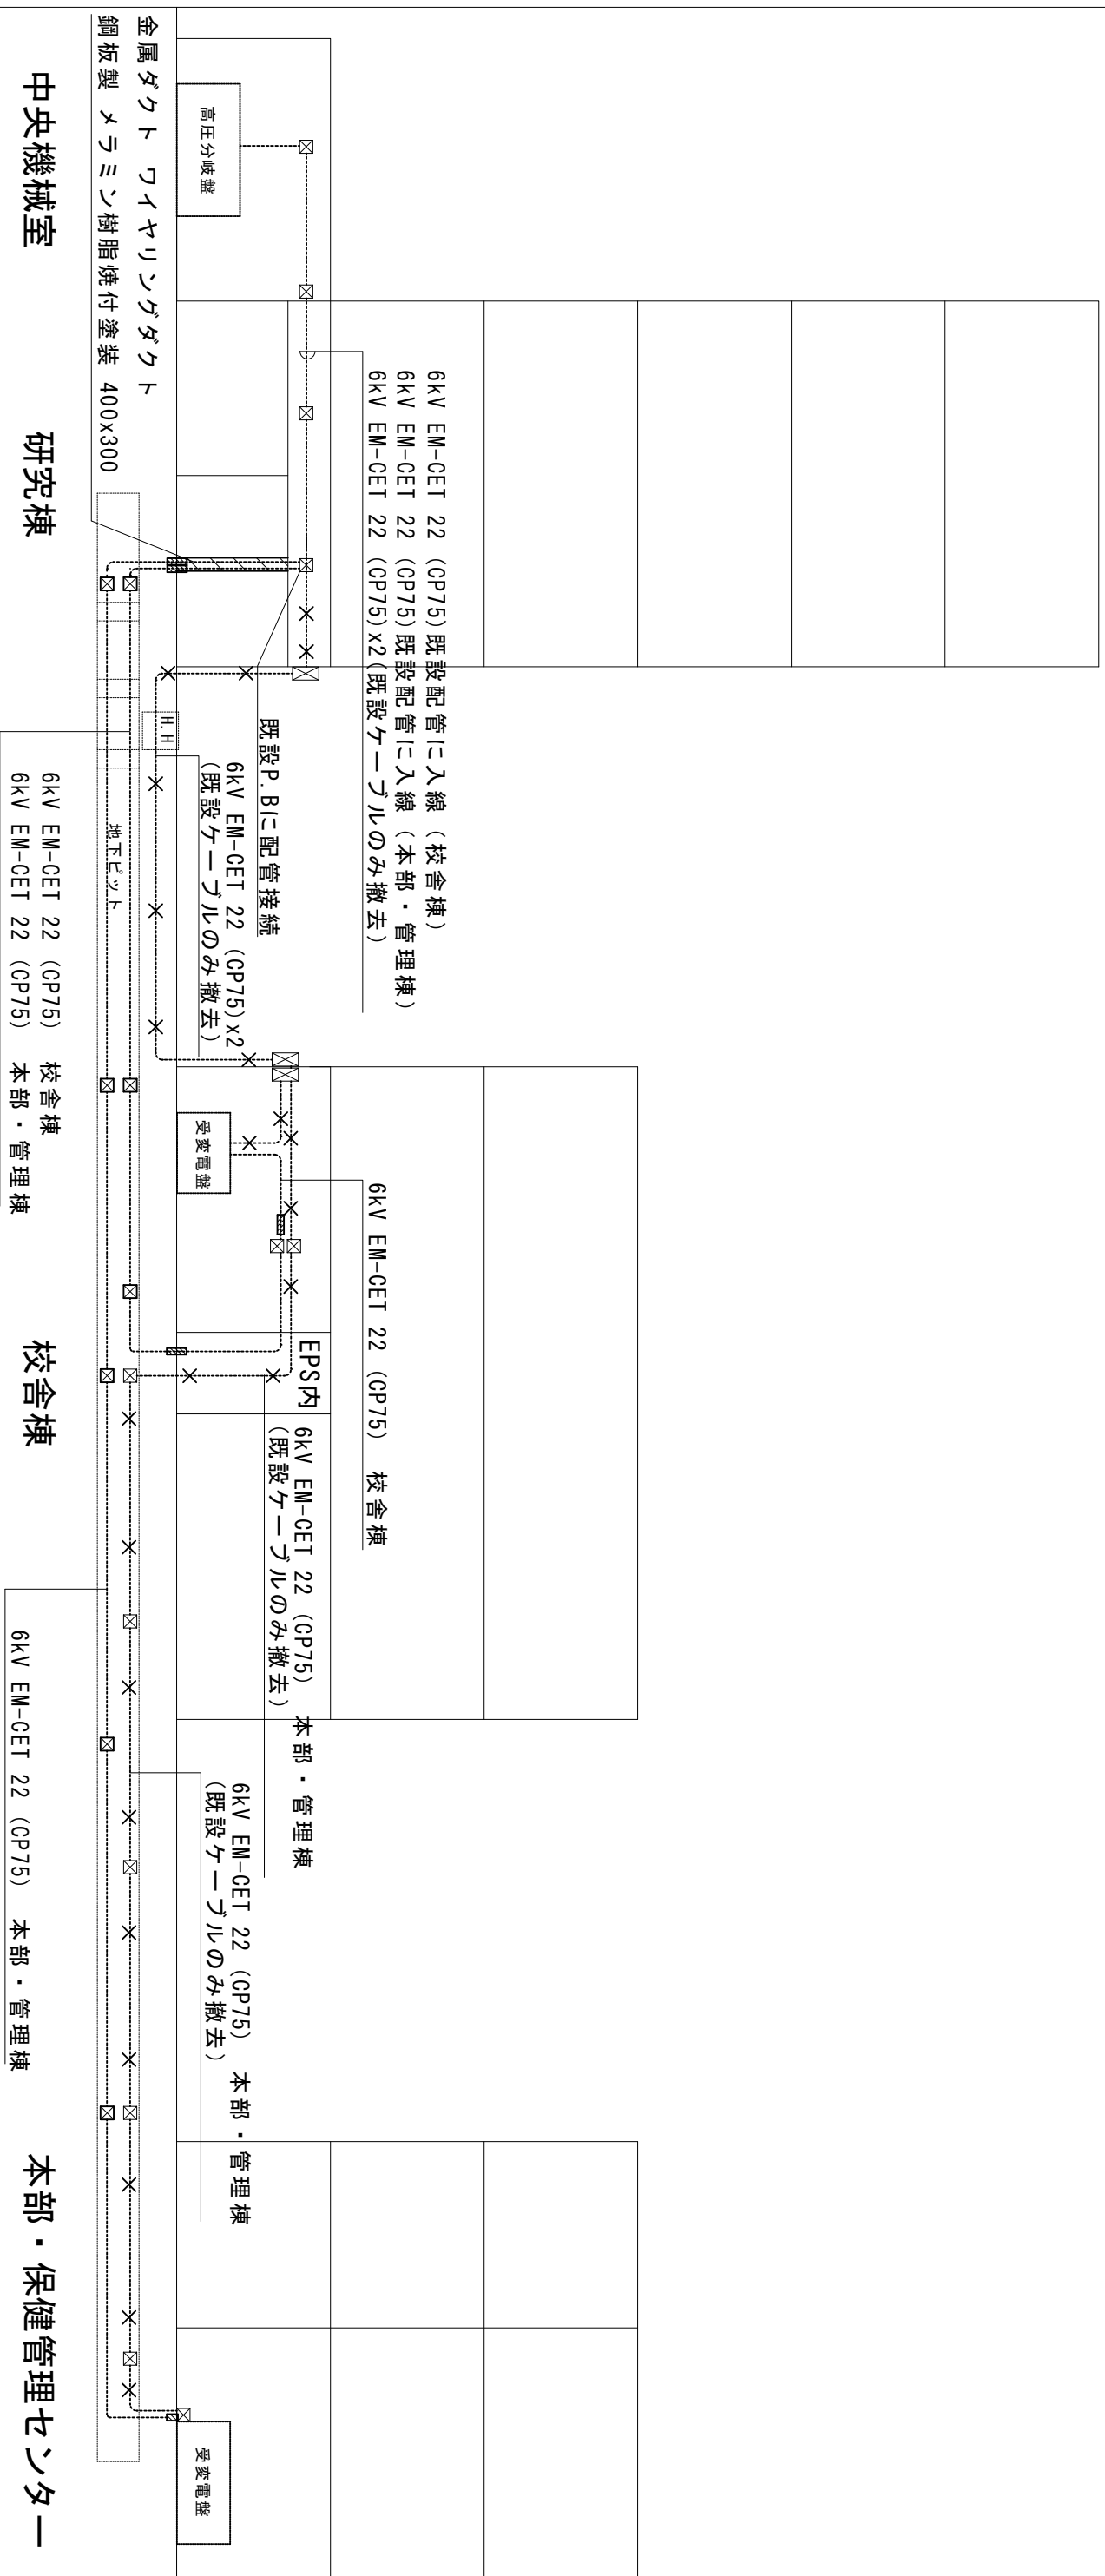 6kV EM-CET 22 (CP75)既設配管に入線（校舎棟）
6kV EM-CET 22 (CP75)既設配管に入線（本部・管理棟）
6kV EM-CET 22 (CP75)x2(既設ケーブルのみ撤去)
6kV EM-CET 22 (CP75) 校舎棟
EPS内
6kV EM-CET 22 (CP75) 本部・管理棟
(既設ケーブルのみ撤去)
既設P.Bに配管接続
6kV EM-CET 22 (CP75)x2
(既設ケーブルのみ撤去)
6kV EM-CET 22 (CP75) 本部・管理棟
(既設ケーブルのみ撤去)
高圧分岐盤
受変電盤
受変電盤
H.H
金属ダクト ワイヤリングダクト
鋼板製 メラミン樹脂焼付塗装 400x300
地下ピット
6kV EM-CET 22 (CP75) 校舎棟
6kV EM-CET 22 (CP75) 本部・管理棟
6kV EM-CET 22 (CP75) 本部・管理棟
中央機械室
研究棟
校舎棟
本部・保健管理センター